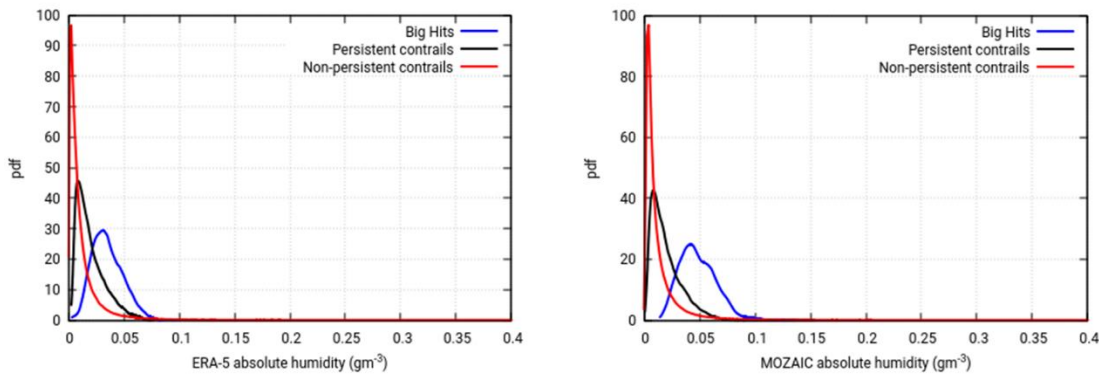 100
90
80
70
60
50
40
30
20
10
0
pdf
Big Hits
Persistent contrails
Non-persistent contrails
0 0.05 0.1 0.15 0.2 0.25 0.3 0.35 0.4
ERA-5 absolute humidity (gm-3)
100
80
60
40
20
0
pdf
Big Hits
Persistent contrails
Non-persistent contrails
0 0.05 0.1 0.15 0.2 0.25 0.3 0.35 0.4
MOZAIC absolute humidity (gm-3)